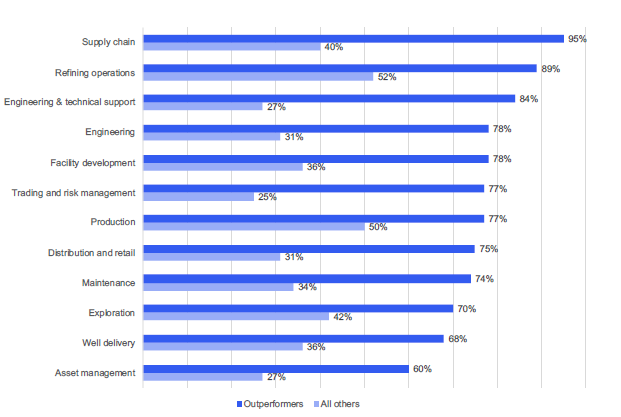 Supply chain 95%
40%
Refining operations 89%
52%
Engineering & technical support 84%
27%
Engineering 78%
31%
Facility development 78%
36%
Trading and risk management 77%
25%
Production 77%
50%
Distribution and retail 75%
31%
Maintenance 74%
34%
Exploration 70%
42%
Well delivery 68%
36%
Asset management 60%
27%
Outperformers All others